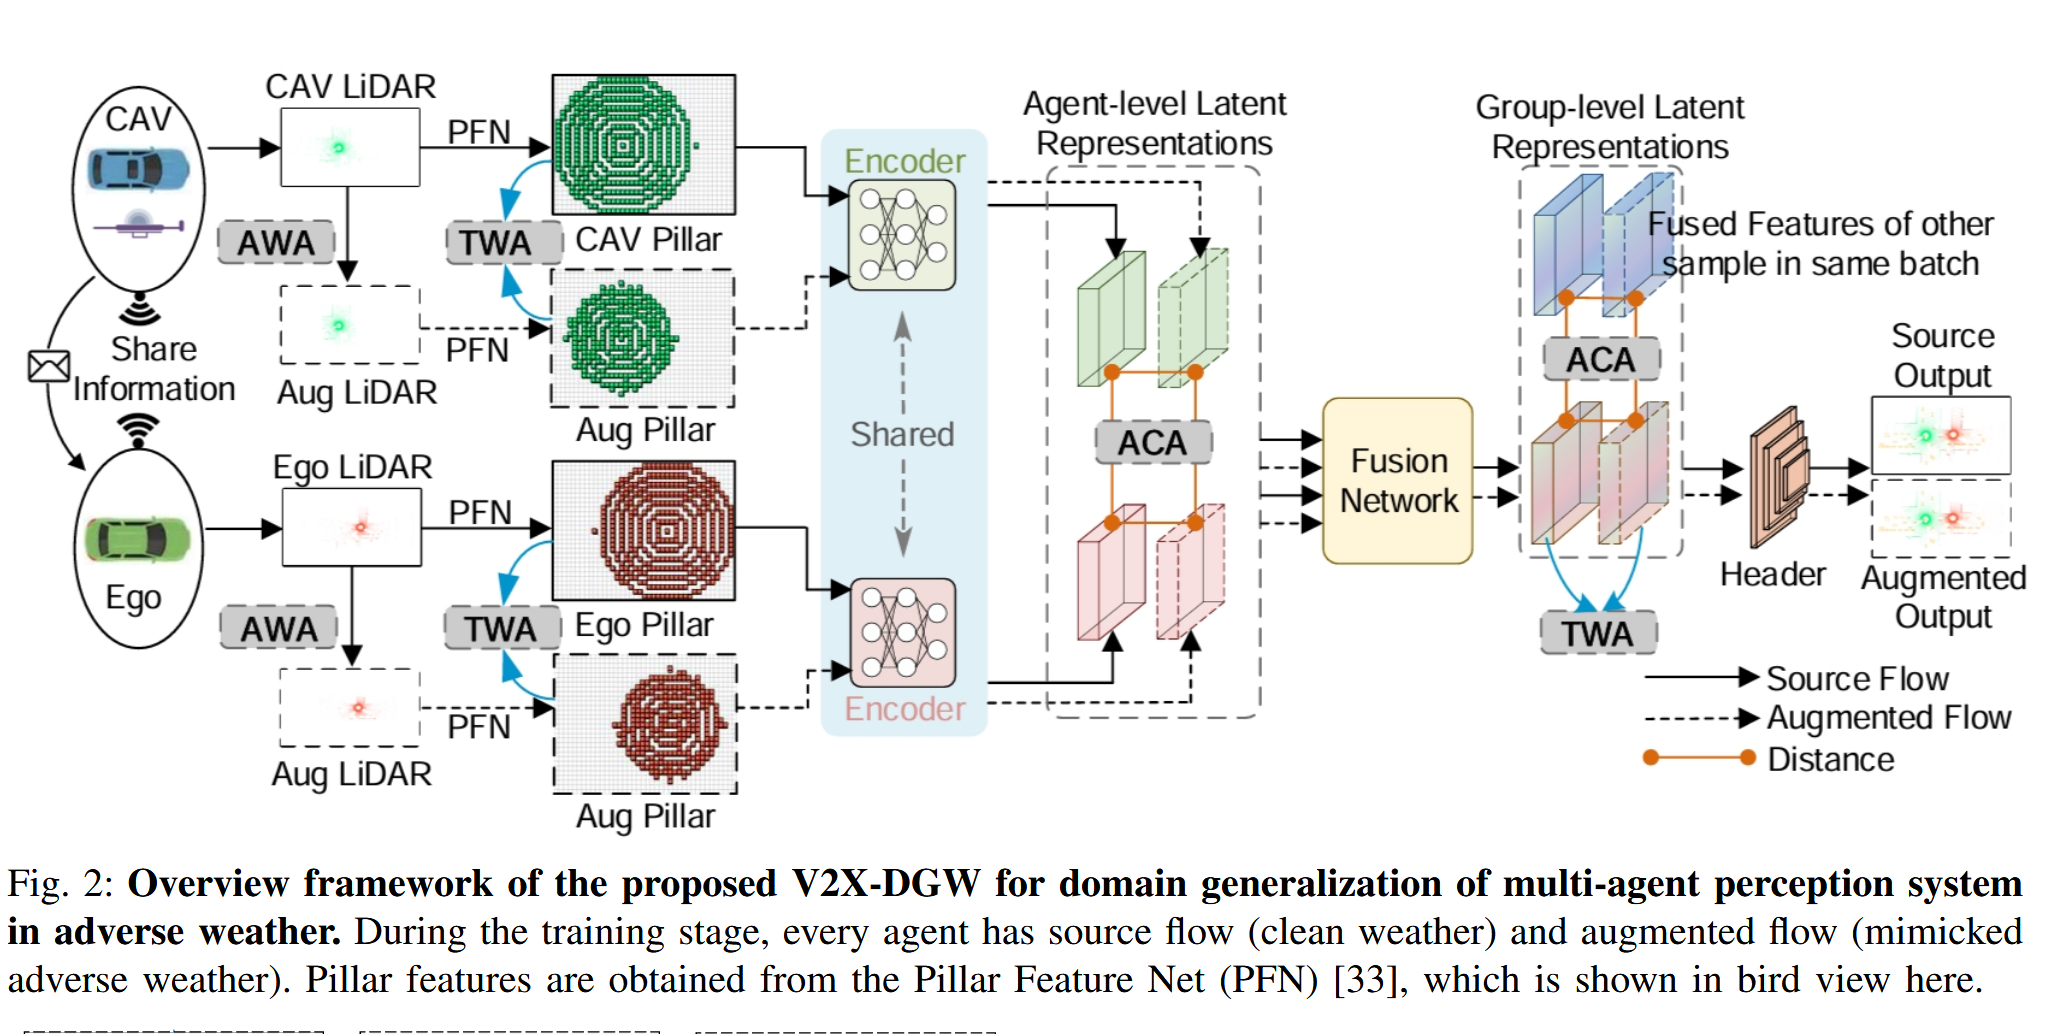 CAV
CAV LiDAR
PFN
AWA
TWA
CAV Pillar
Aug LiDAR
PFN
Aug Pillar
Share
Information
Ego
Ego LiDAR
PFN
AWA
TWA
Ego Pillar
Aug LiDAR
PFN
Aug Pillar
Encoder
Shared
Encoder
Agent-level Latent
Representations
ACA
Fusion
Network
Group-level Latent
Representations
Fused Features of other
sample in same batch
ACA
TWA
Header
Source
Output
Augmented
Output
Source Flow
Augmented Flow
Distance
Fig. 2: Overview framework of the proposed V2X-DGW for domain generalization of multi-agent perception system
in adverse weather. During the training stage, every agent has source flow (clean weather) and augmented flow (mimicked
adverse weather). Pillar features are obtained from the Pillar Feature Net (PFN) [33], which is shown in bird view here.